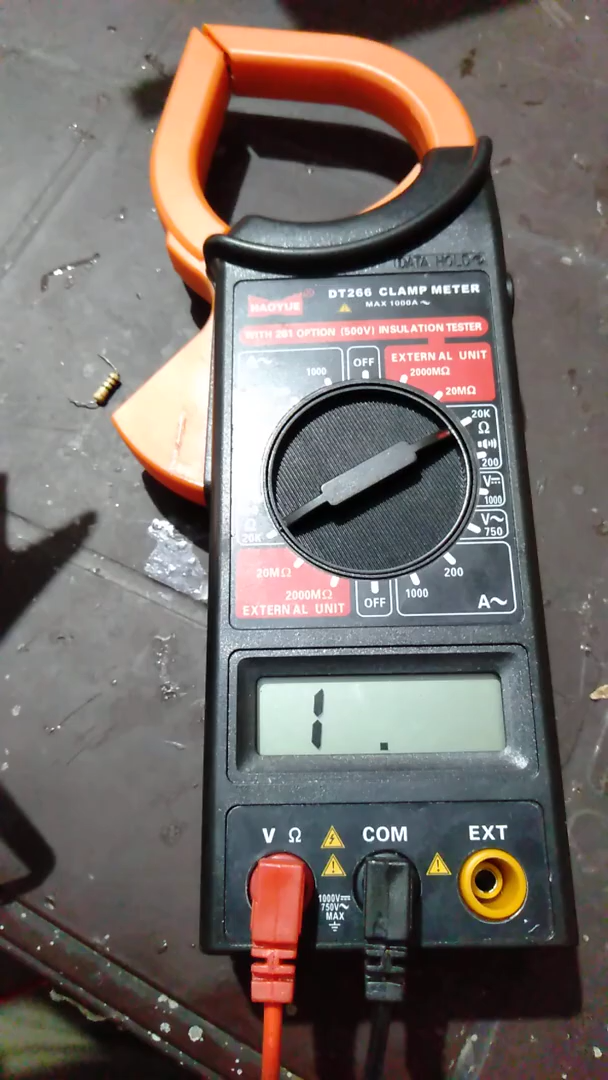 DATA HOLD
HAOYUE®
DT266 CLAMP METER
MAX 1000A ~
WITH 261 OPTION (500V) INSULATION TESTER
A~
1000
OFF
EXTERNAL UNIT
2000MΩ
20MΩ
20K
Ω
200
V⎓
1000
V~
750
Ω
20K
20MΩ
2000MΩ
EXTERNAL UNIT
OFF
200
1000
A~
1 .
V Ω
COM
EXT
1000V⎓
750V~
MAX